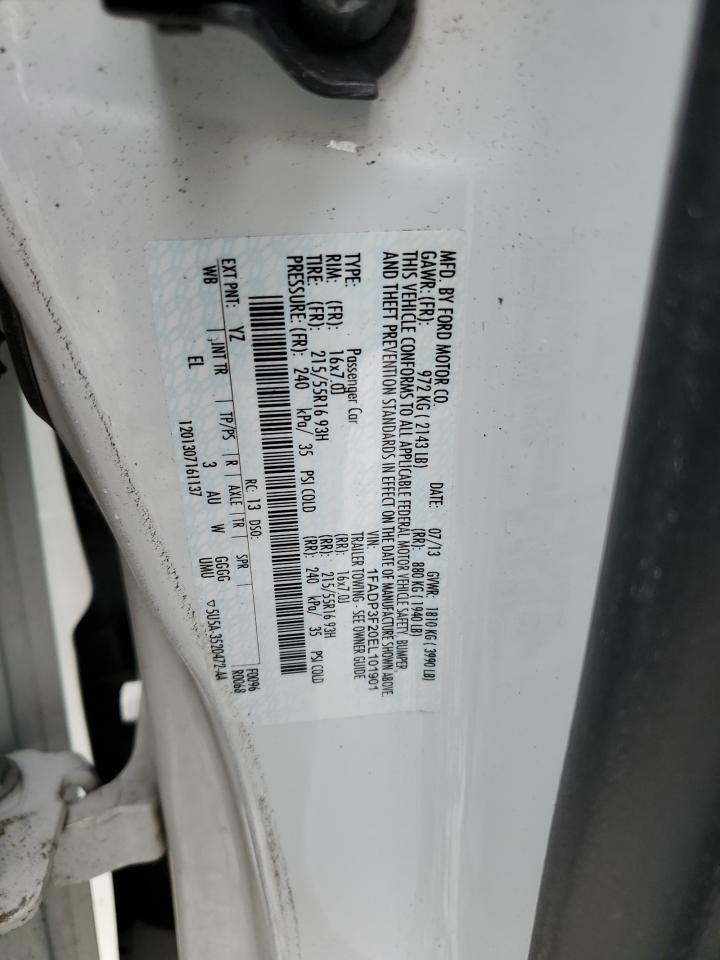 MFD. BY FORD MOTOR CO.
DATE: 07/13 GVWR: 1810 KG ( 3990 LB)
GAWR: (FR): 972 KG ( 2143 LB) (RR): 880 KG ( 1940 LB)
THIS VEHICLE CONFORMS TO ALL APPLICABLE FEDERAL MOTOR VEHICLE SAFETY, BUMPER
AND THEFT PREVENTION STANDARDS IN EFFECT ON THE DATE OF MANUFACTURE SHOWN ABOVE.
VIN: 1FADP3F20EL101901
TYPE: Passenger Car TRAILER TOWING - SEE OWNER GUIDE
RIM: (FR): 16x7.0J (RR): 16x7.0J
TIRE: (FR): 215/55R16 93H (RR): 215/55R16 93H
PRESSURE: (FR): 240 kPa/ 35 PSI COLD (RR): 240 kPa/ 35 PSI COLD
EXT PNT: YZ RC: 13 DSO: F0096
WB | INT TR | TP/PS | R | AXLE | TR | SPR R0068
EL 3 AU W GGGG UMU
1201307161137 ▽ 5U5A-3520472-AA